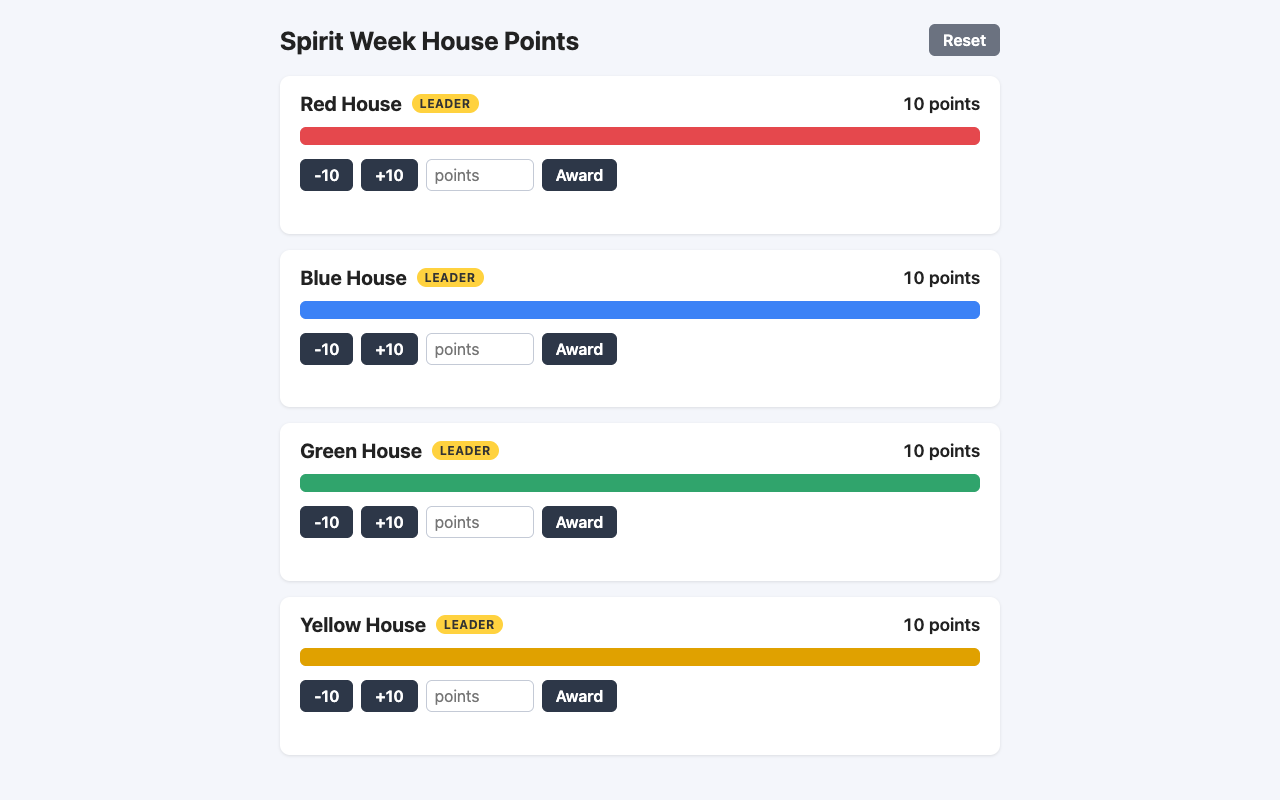 Spirit Week House Points Reset
Red House LEADER 10 points
-10 +10 points Award
Blue House LEADER 10 points
-10 +10 points Award
Green House LEADER 10 points
-10 +10 points Award
Yellow House LEADER 10 points
-10 +10 points Award